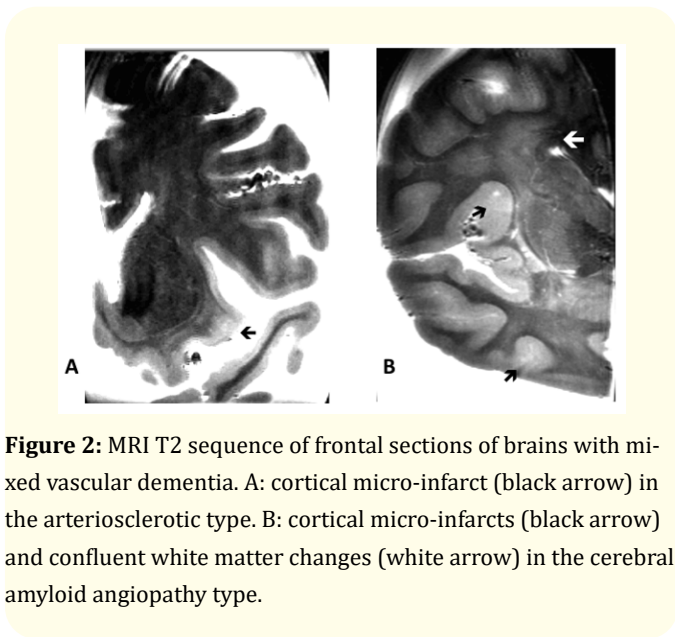 A
B
Figure 2: MRI T2 sequence of frontal sections of brains with mi-
xed vascular dementia. A: cortical micro-infarct (black arrow) in
the arteriosclerotic type. B: cortical micro-infarcts (black arrow)
and confluent white matter changes (white arrow) in the cerebral
amyloid angiopathy type.